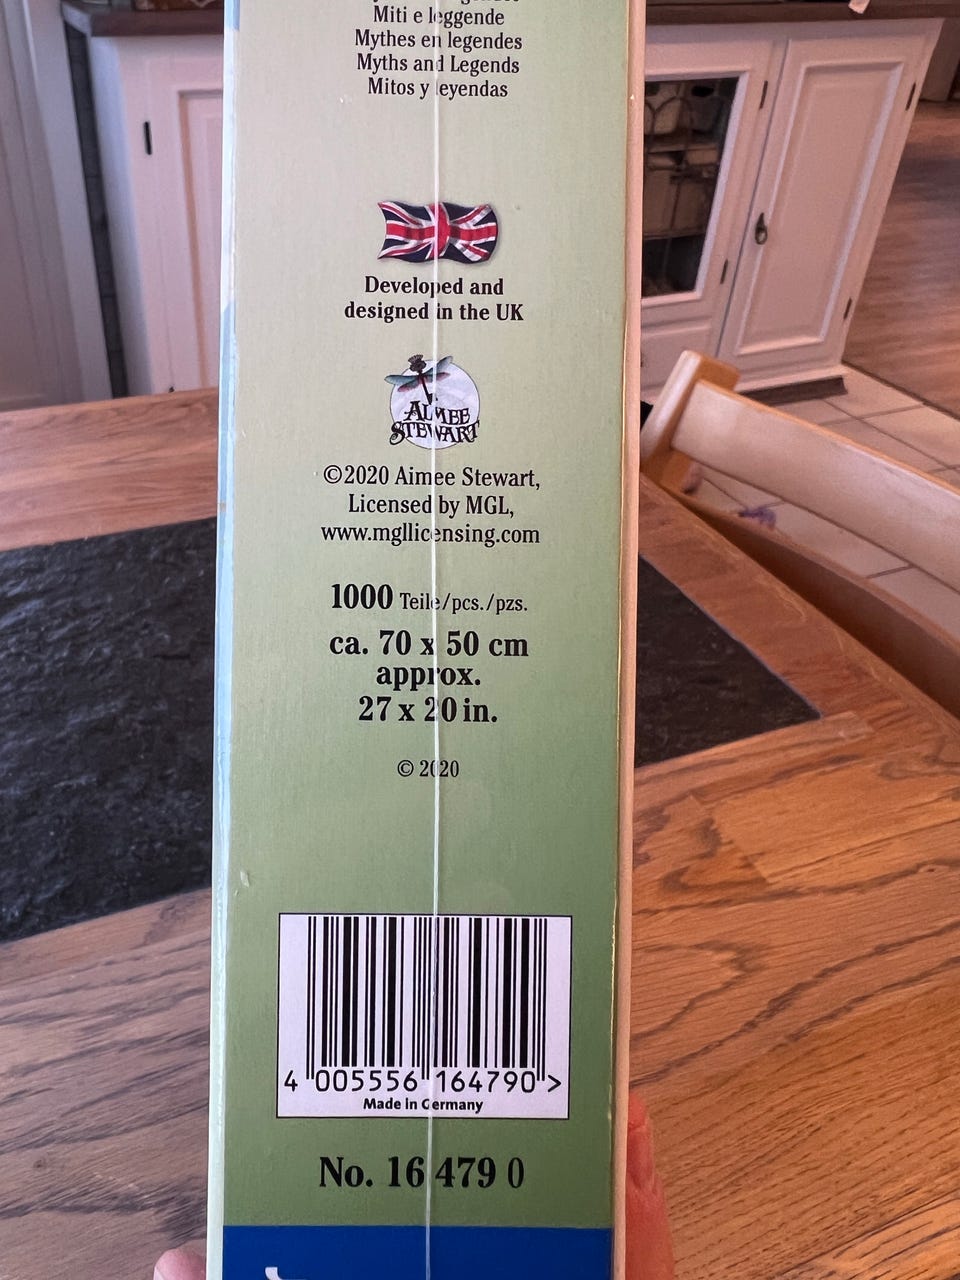 Miti e leggende
Mythes en legendes
Myths and Legends
Mitos y leyendas
Developed and
designed in the UK
AIMEE
STEWART
©2020 Aimee Stewart,
Licensed by MGL,
www.mgllicensing.com
1000 Teile/pcs./pzs.
ca. 70 x 50 cm
approx.
27 x 20 in.
© 2020
4 005556 164790 >
Made in Germany
No. 16 479 0